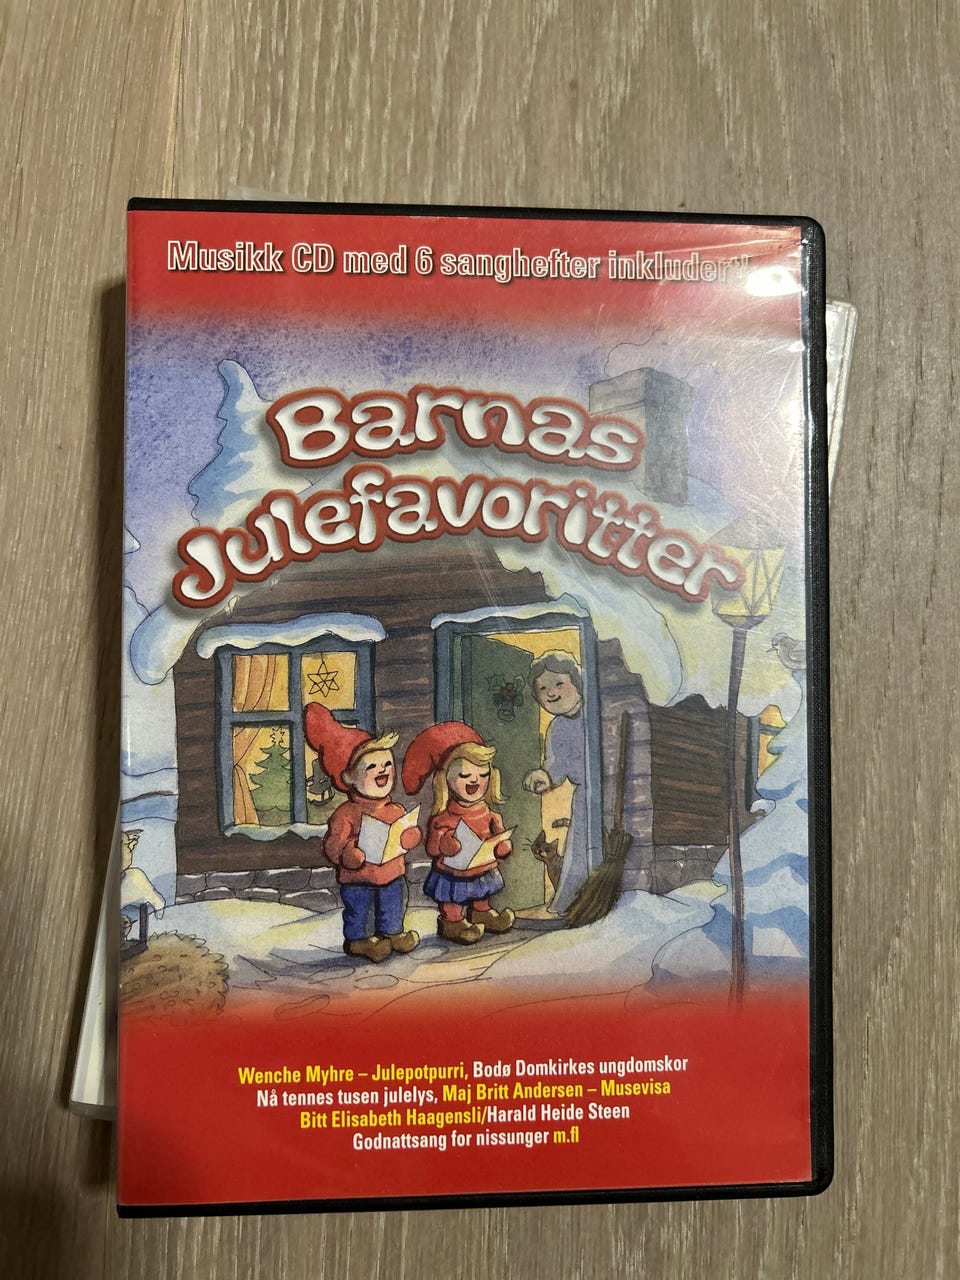 Musikk CD med 6 sanghefter inkludert!
Barnas
Julefavoritter
Wenche Myhre – Julepotpurri, Bodø Domkirkes ungdomskor
Nå tennes tusen julelys, Maj Britt Andersen – Musevisa
Bitt Elisabeth Haagensli/Harald Heide Steen
Godnattsang for nissunger m.fl